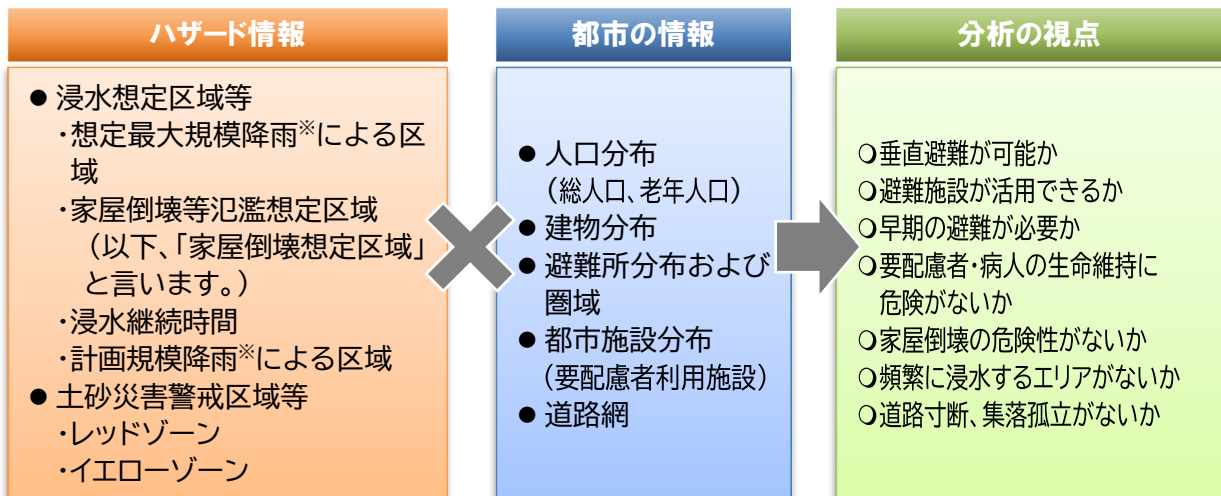 ハザード情報
● 浸水想定区域等
・想定最大規模降雨※による区
域
・家屋倒壊等氾濫想定区域
(以下、「家屋倒壊想定区域」
と言います。)
・浸水継続時間
・計画規模降雨※による区域
● 土砂災害警戒区域等
・レッドゾーン
・イエローゾーン
都市の情報
● 人口分布
(総人口、老年人口)
● 建物分布
● 避難所分布および
圏域
● 都市施設分布
(要配慮者利用施設)
● 道路網
分析の視点
○垂直避難が可能か
○避難施設が活用できるか
○早期の避難が必要か
○要配慮者・病人の生命維持に
危険がないか
○家屋倒壊の危険性がないか
○頻繁に浸水するエリアがないか
○道路寸断、集落孤立がないか